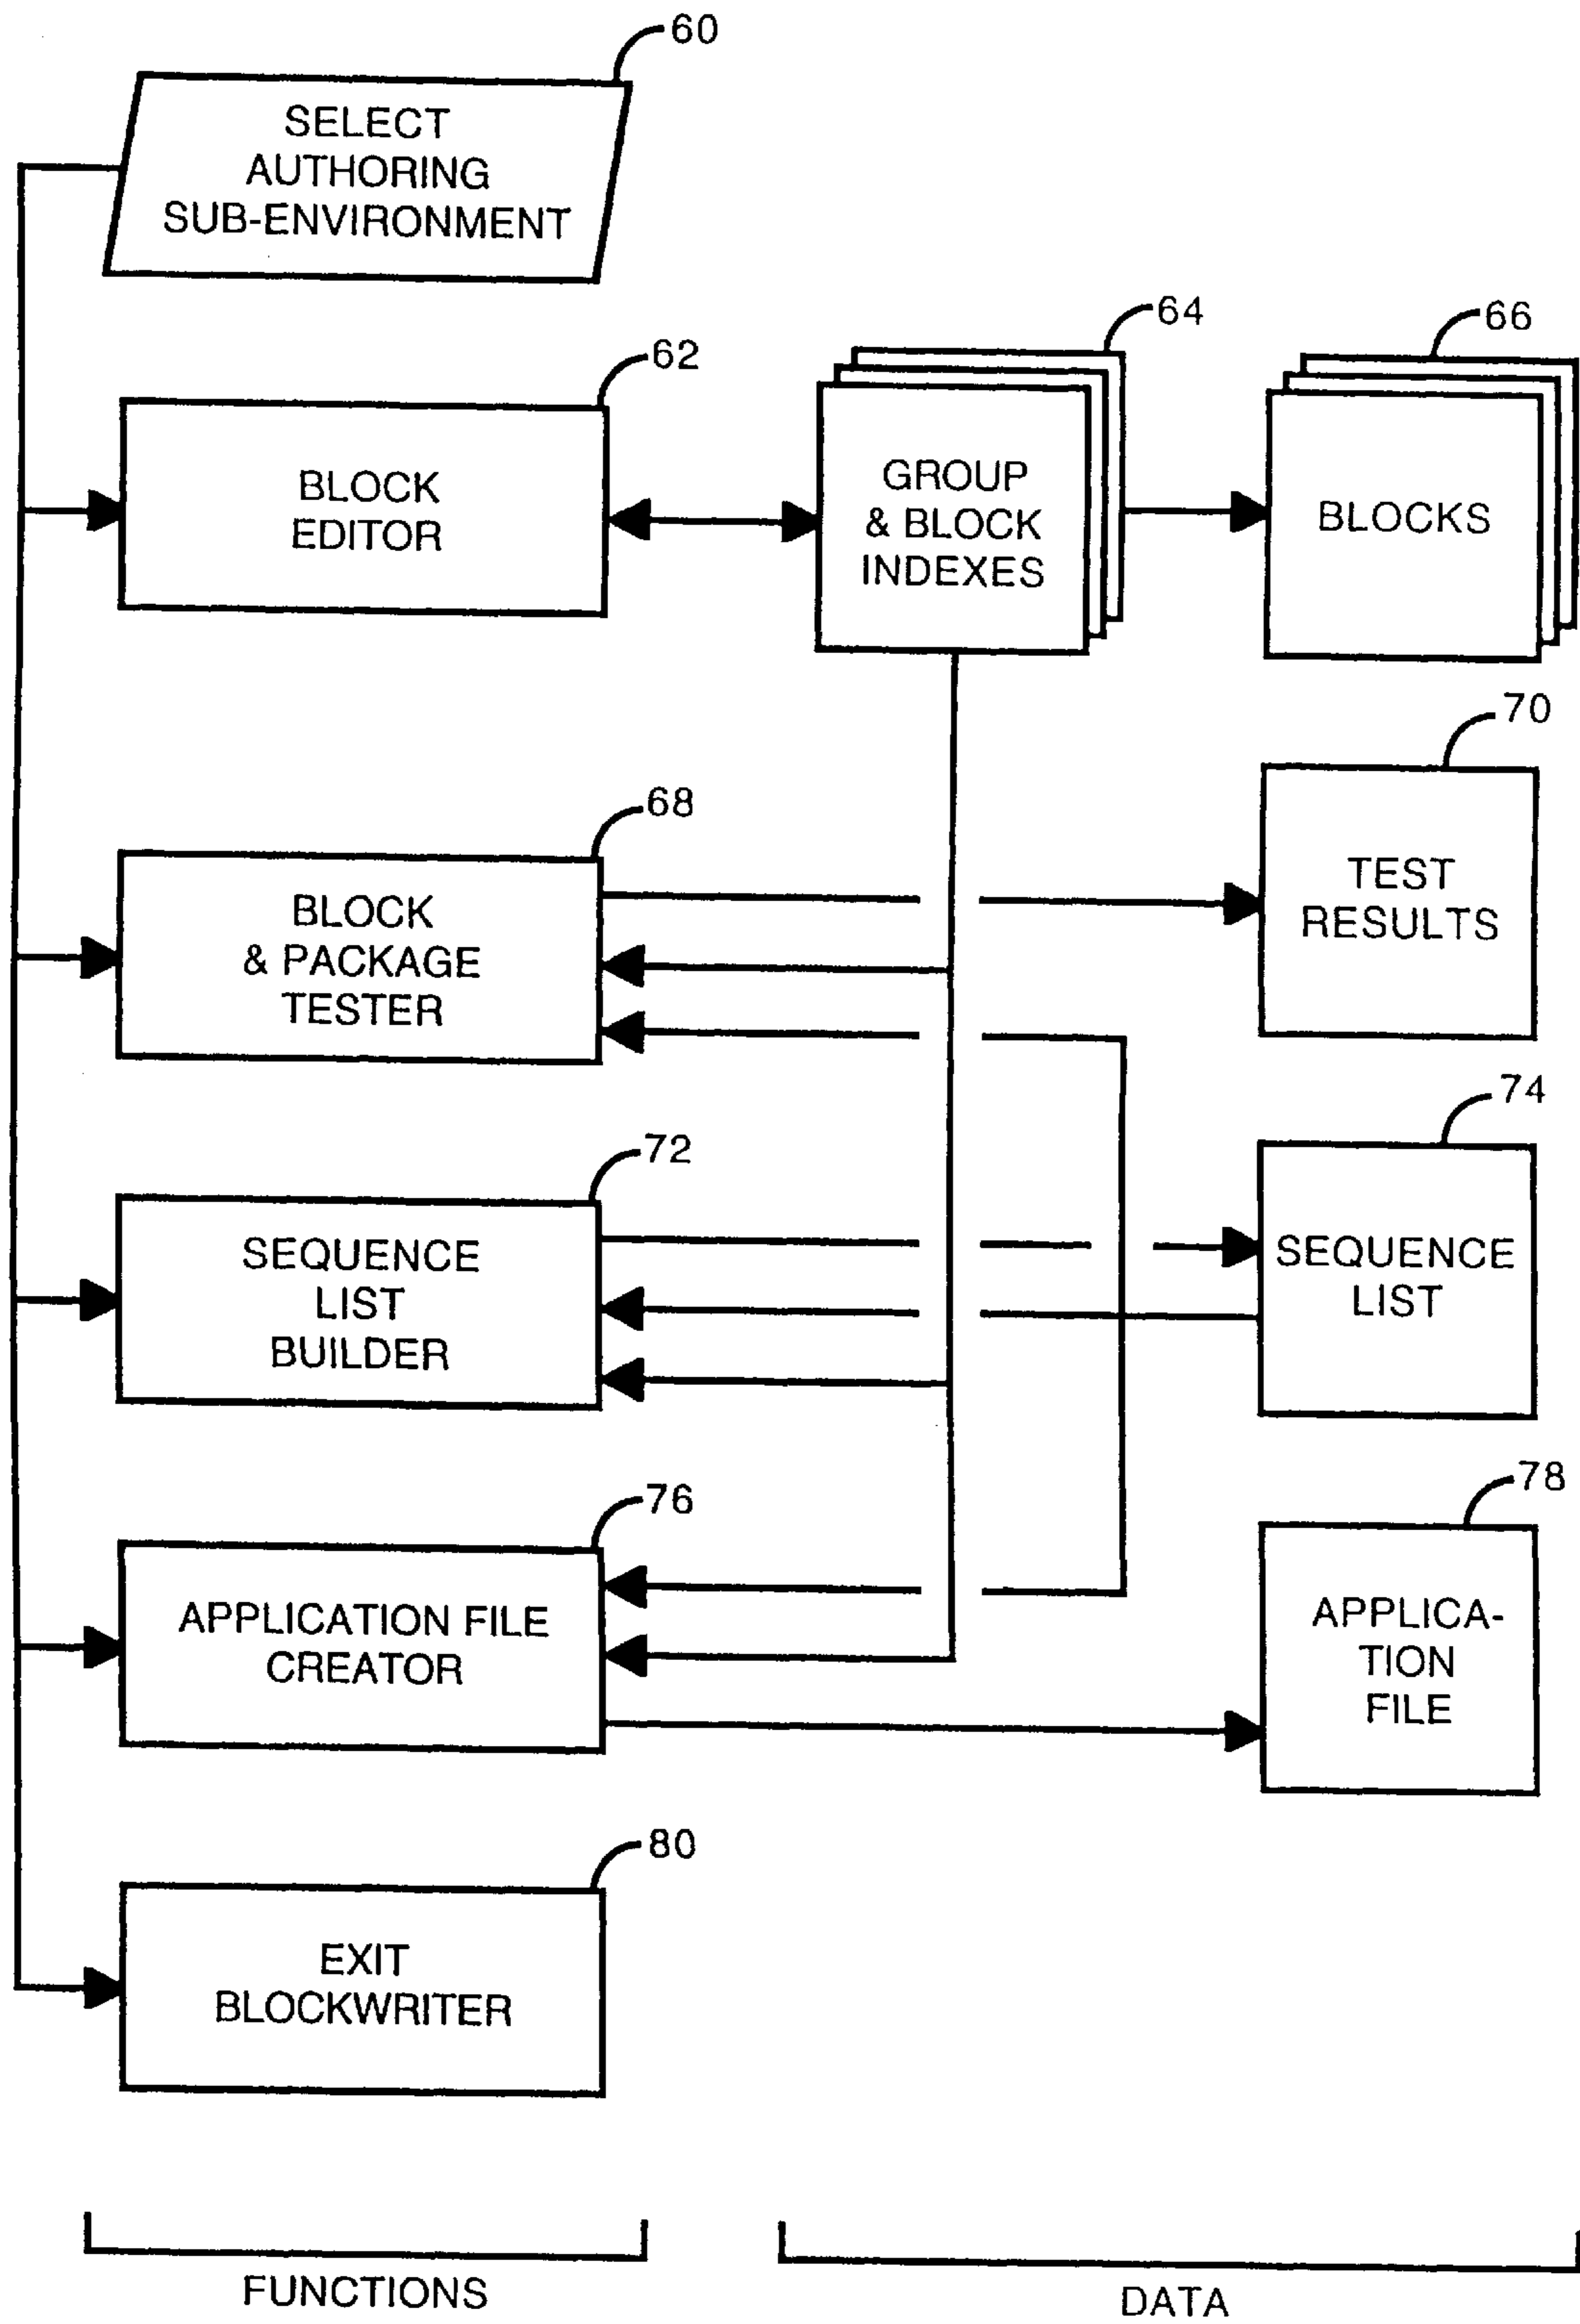 60
SELECT
AUTHORING
SUB-ENVIRONMENT
62
BLOCK
EDITOR
64
GROUP
& BLOCK
INDEXES
66
BLOCKS
68
BLOCK
& PACKAGE
TESTER
70
TEST
RESULTS
72
SEQUENCE
LIST
BUILDER
74
SEQUENCE
LIST
76
APPLICATION FILE
CREATOR
78
APPLICA-
TION
FILE
80
EXIT
BLOCKWRITER
FUNCTIONS
DATA